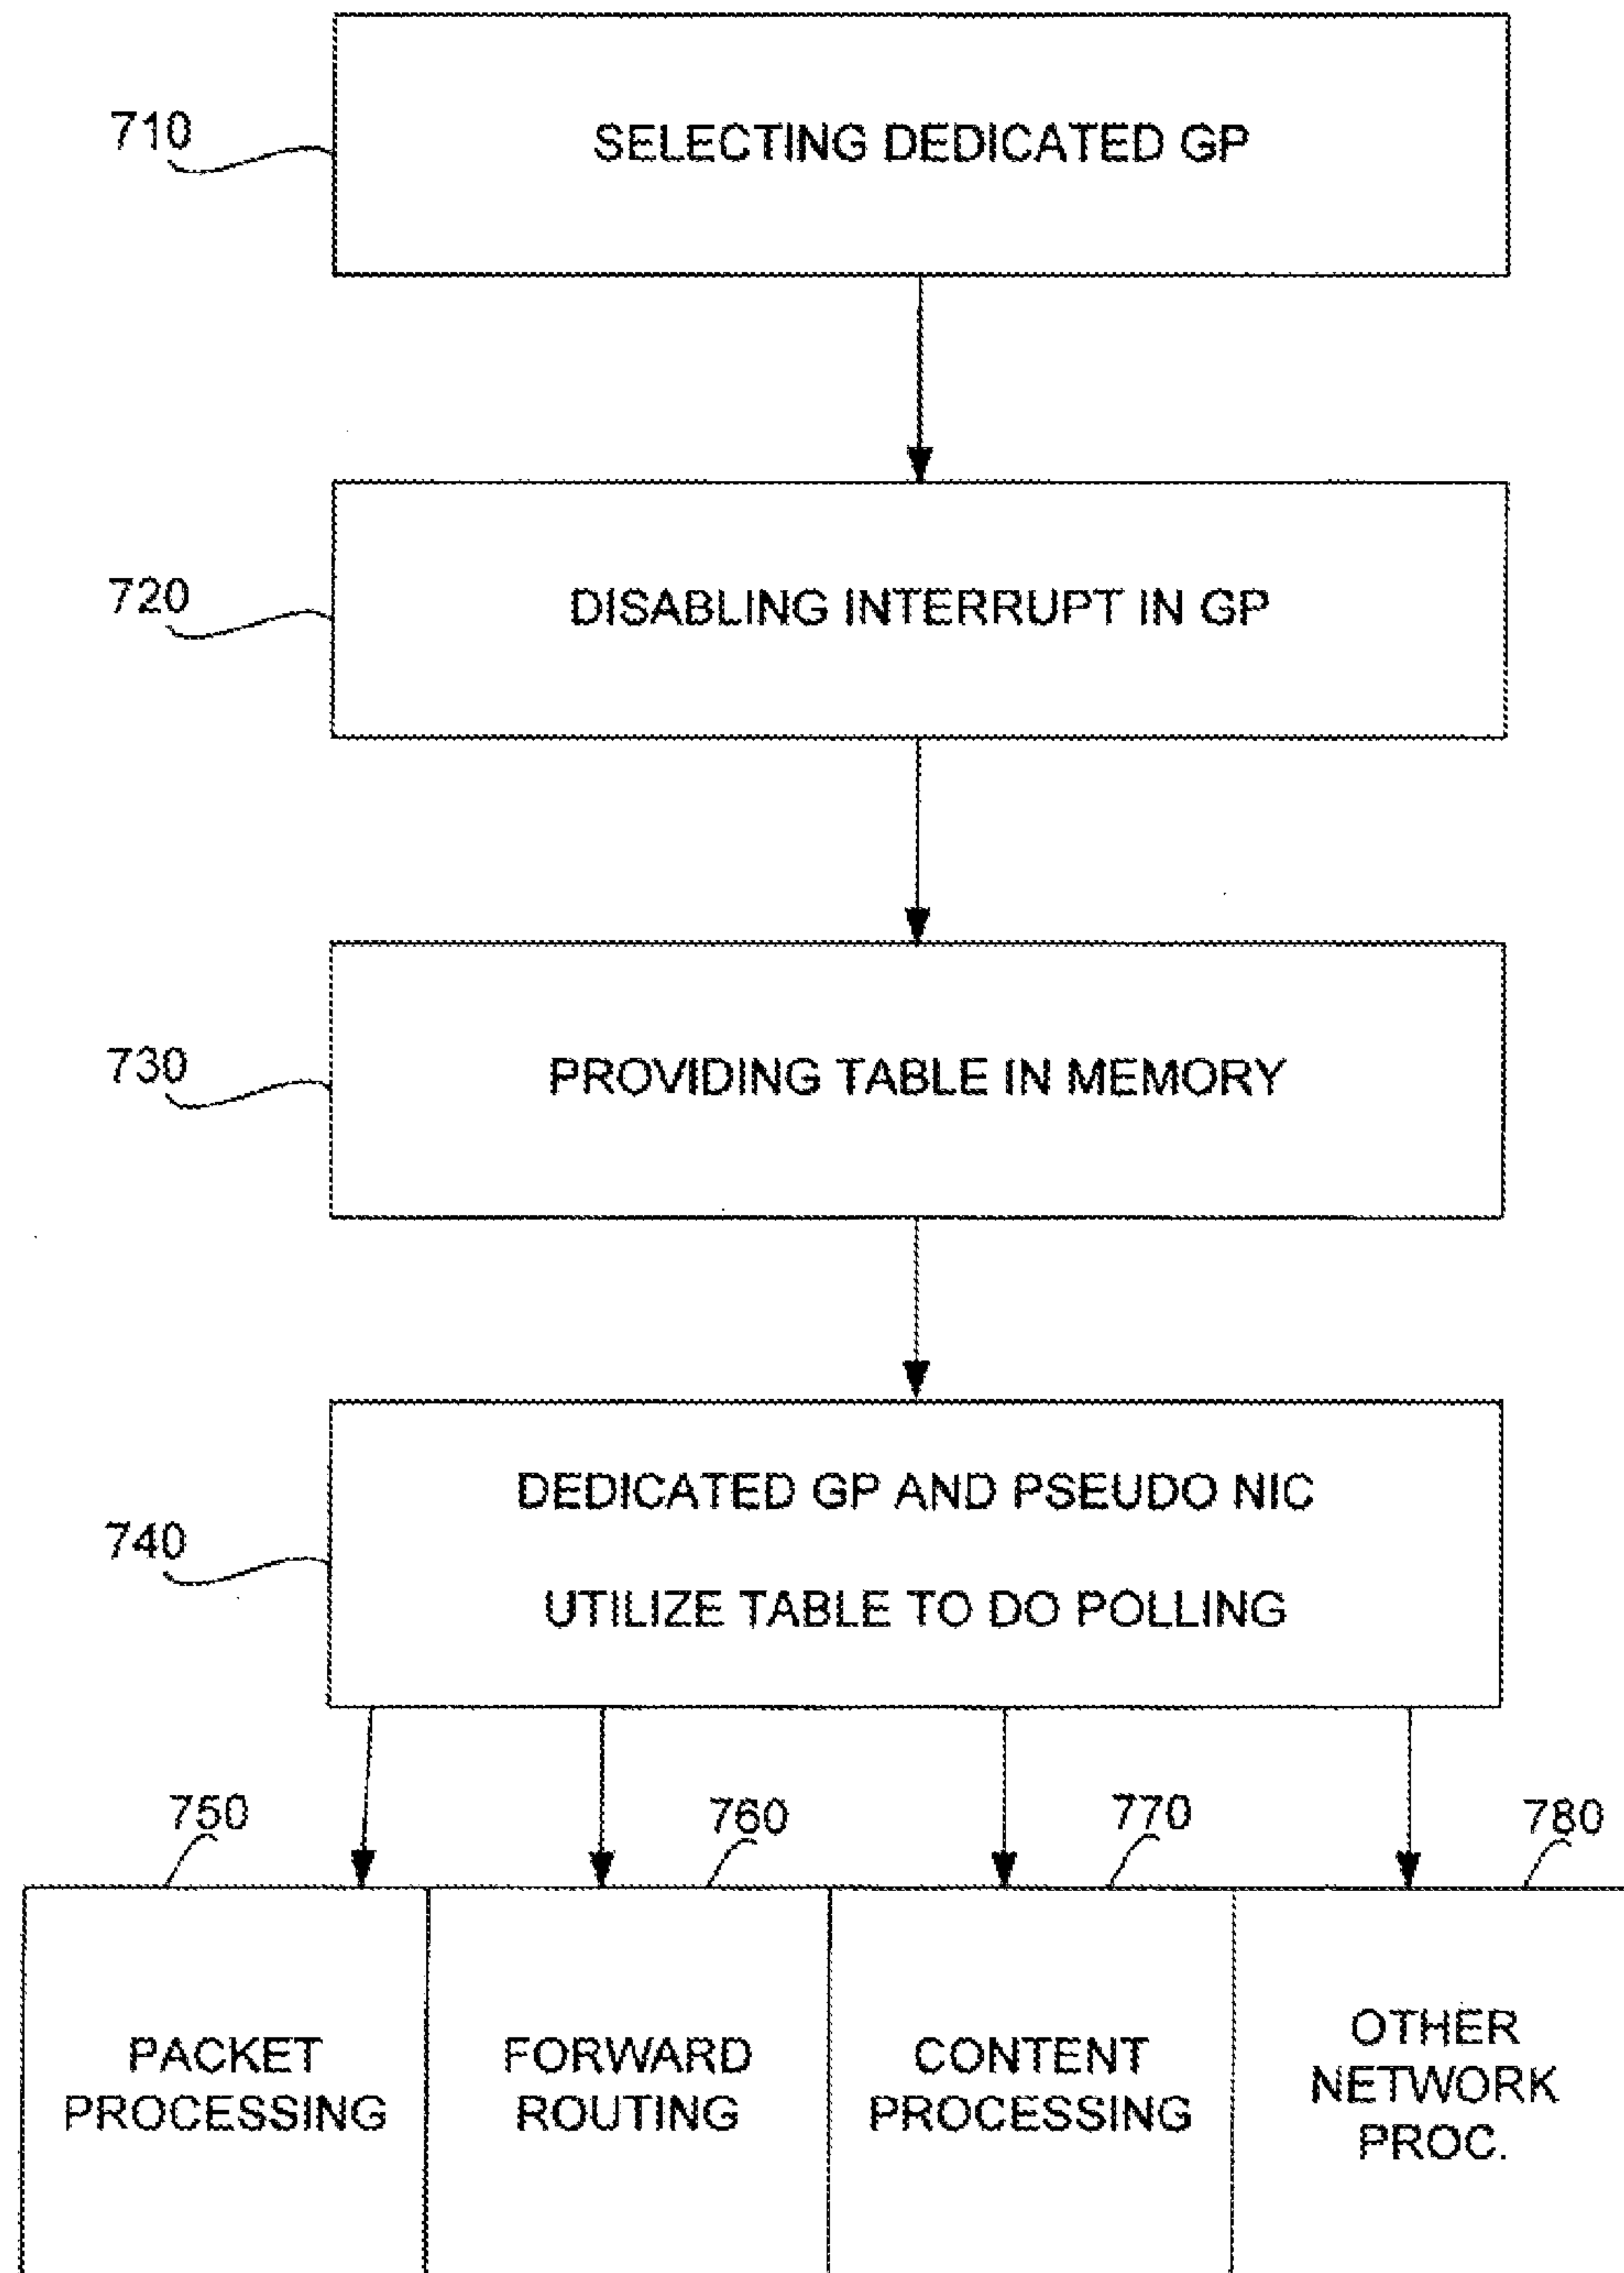 710
SELECTING DEDICATED GP
720
DISABLING INTERRUPT IN GP
730
PROVIDING TABLE IN MEMORY
740
DEDICATED GP AND PSEUDO NIC
UTILIZE TABLE TO DO POLLING
750
760
770
780
PACKET
PROCESSING
FORWARD
ROUTING
CONTENT
PROCESSING
OTHER
NETWORK
PROC.